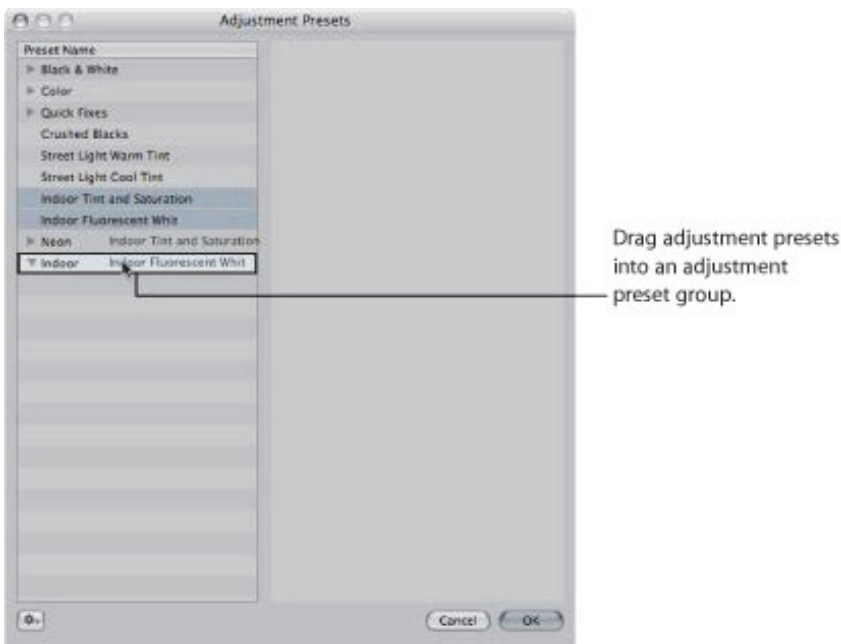 Adjustment Presets
Preset Name
Black & White
Color
Quick Fixes
Crushed Blacks
Street Light Warm Tint
Street Light Cool Tint
Indoor Tint and Saturation
Indoor Fluorescent Whit
Neon Indoor Tint and Saturation
Indoor Indoor Fluorescent Whit
Drag adjustment presets
into an adjustment
preset group.
Cancel OK